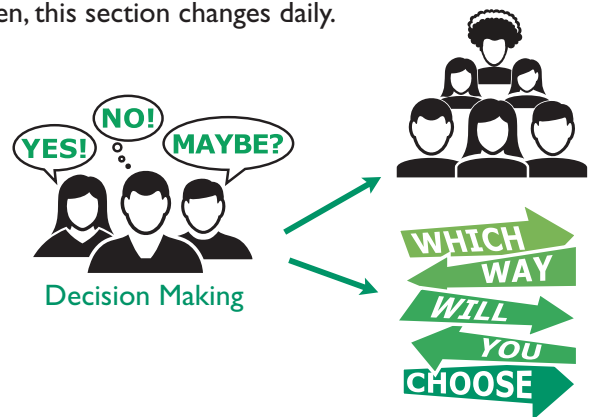 en, this section changes daily.
YES!
NO!
MAYBE?
Decision Making
WHICH
WAY
WILL
YOU
CHOOSE